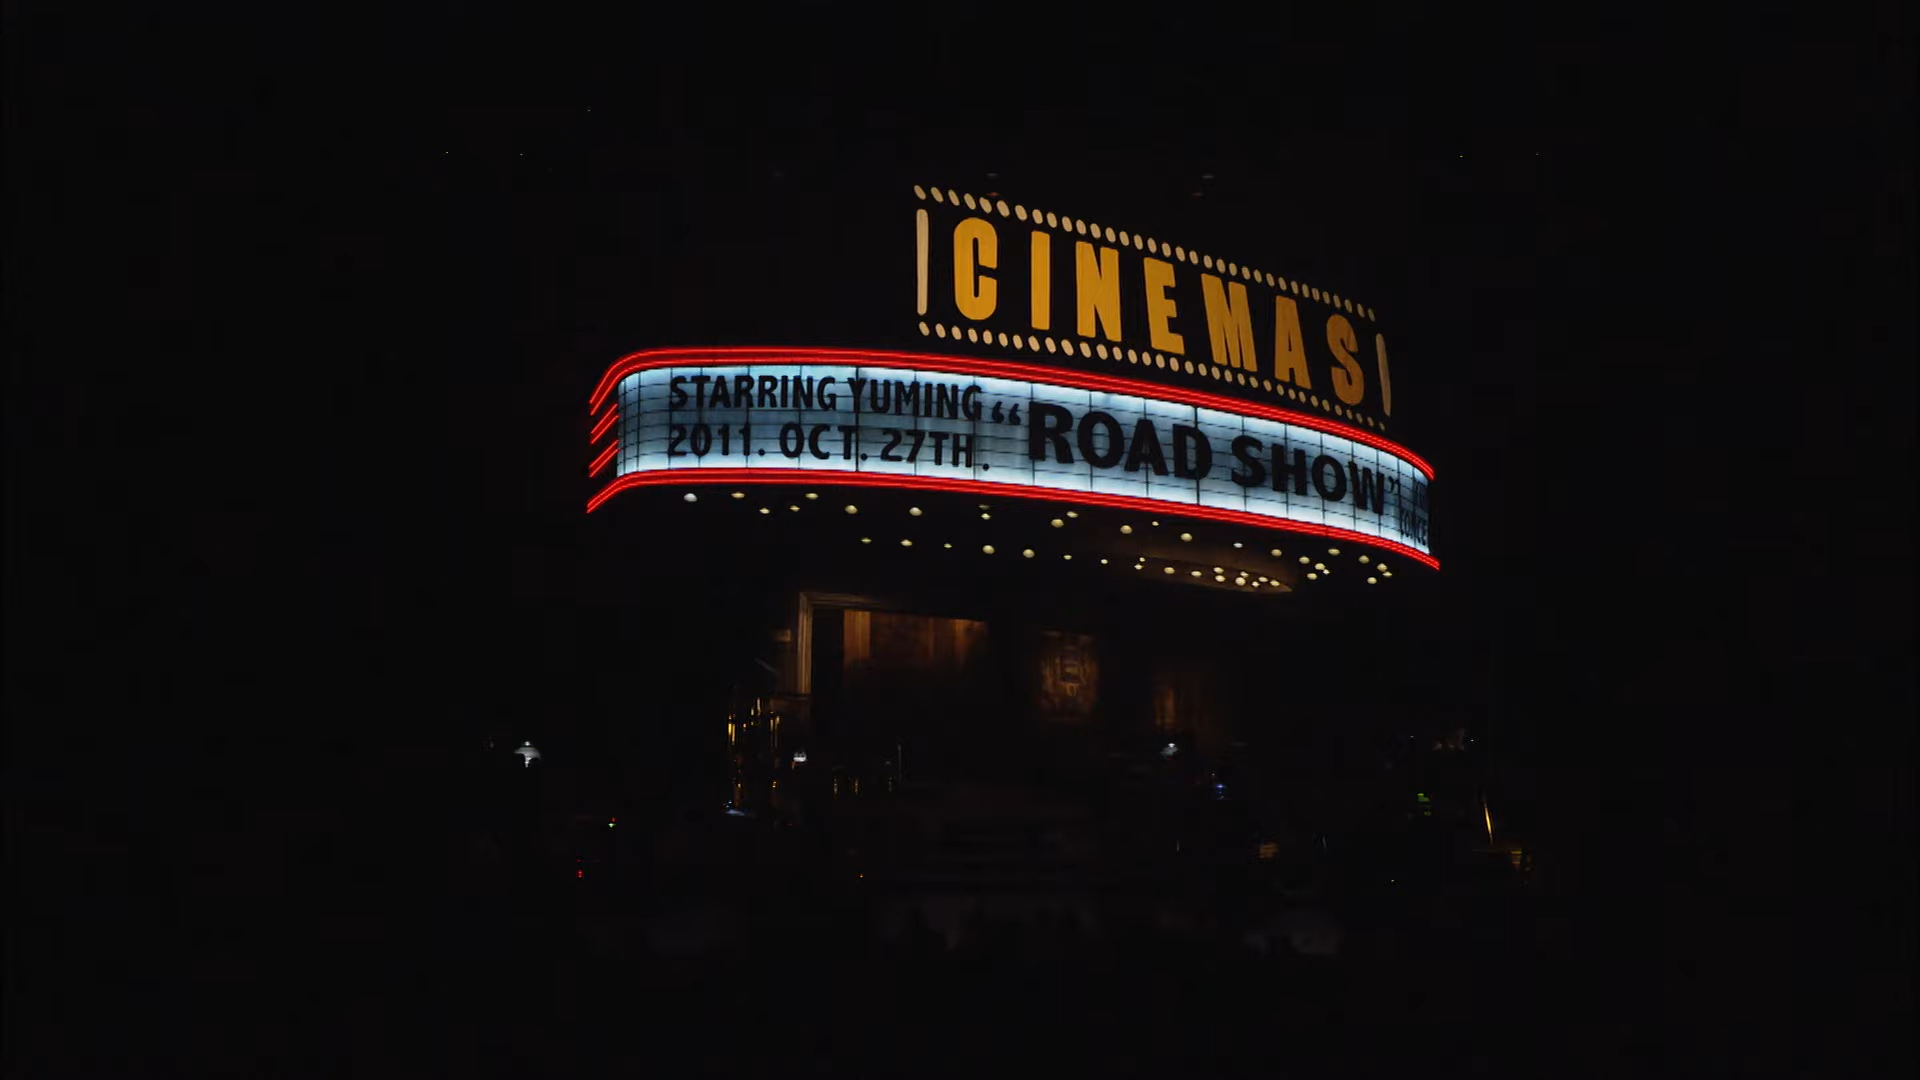 CINEMAS
STARRING YUMING
2011. OCT. 27TH.
“ROAD SHOW”